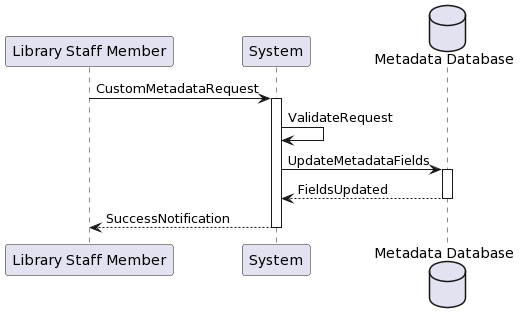 Library Staff Member
System
Metadata Database
CustomMetadataRequest
ValidateRequest
UpdateMetadataFields
FieldsUpdated
SuccessNotification
Library Staff Member
System
Metadata Database